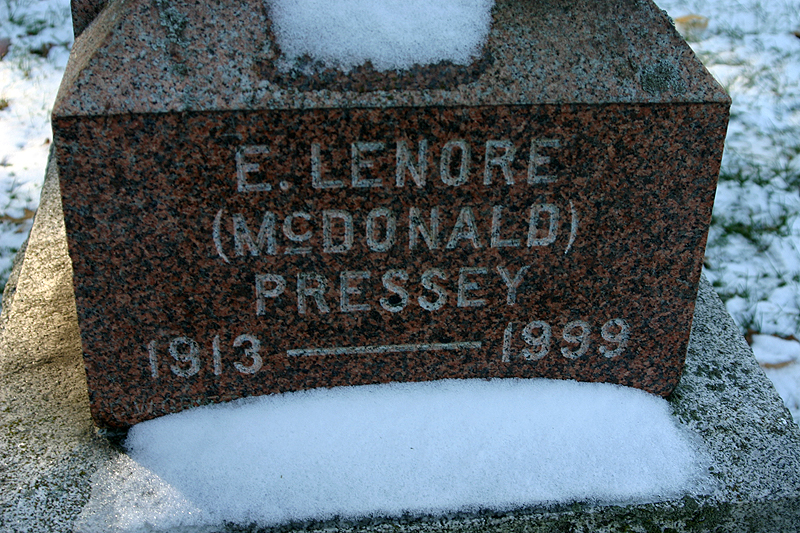 E. LENORE
(McDONALD)
PRESSEY
1913 — 1999